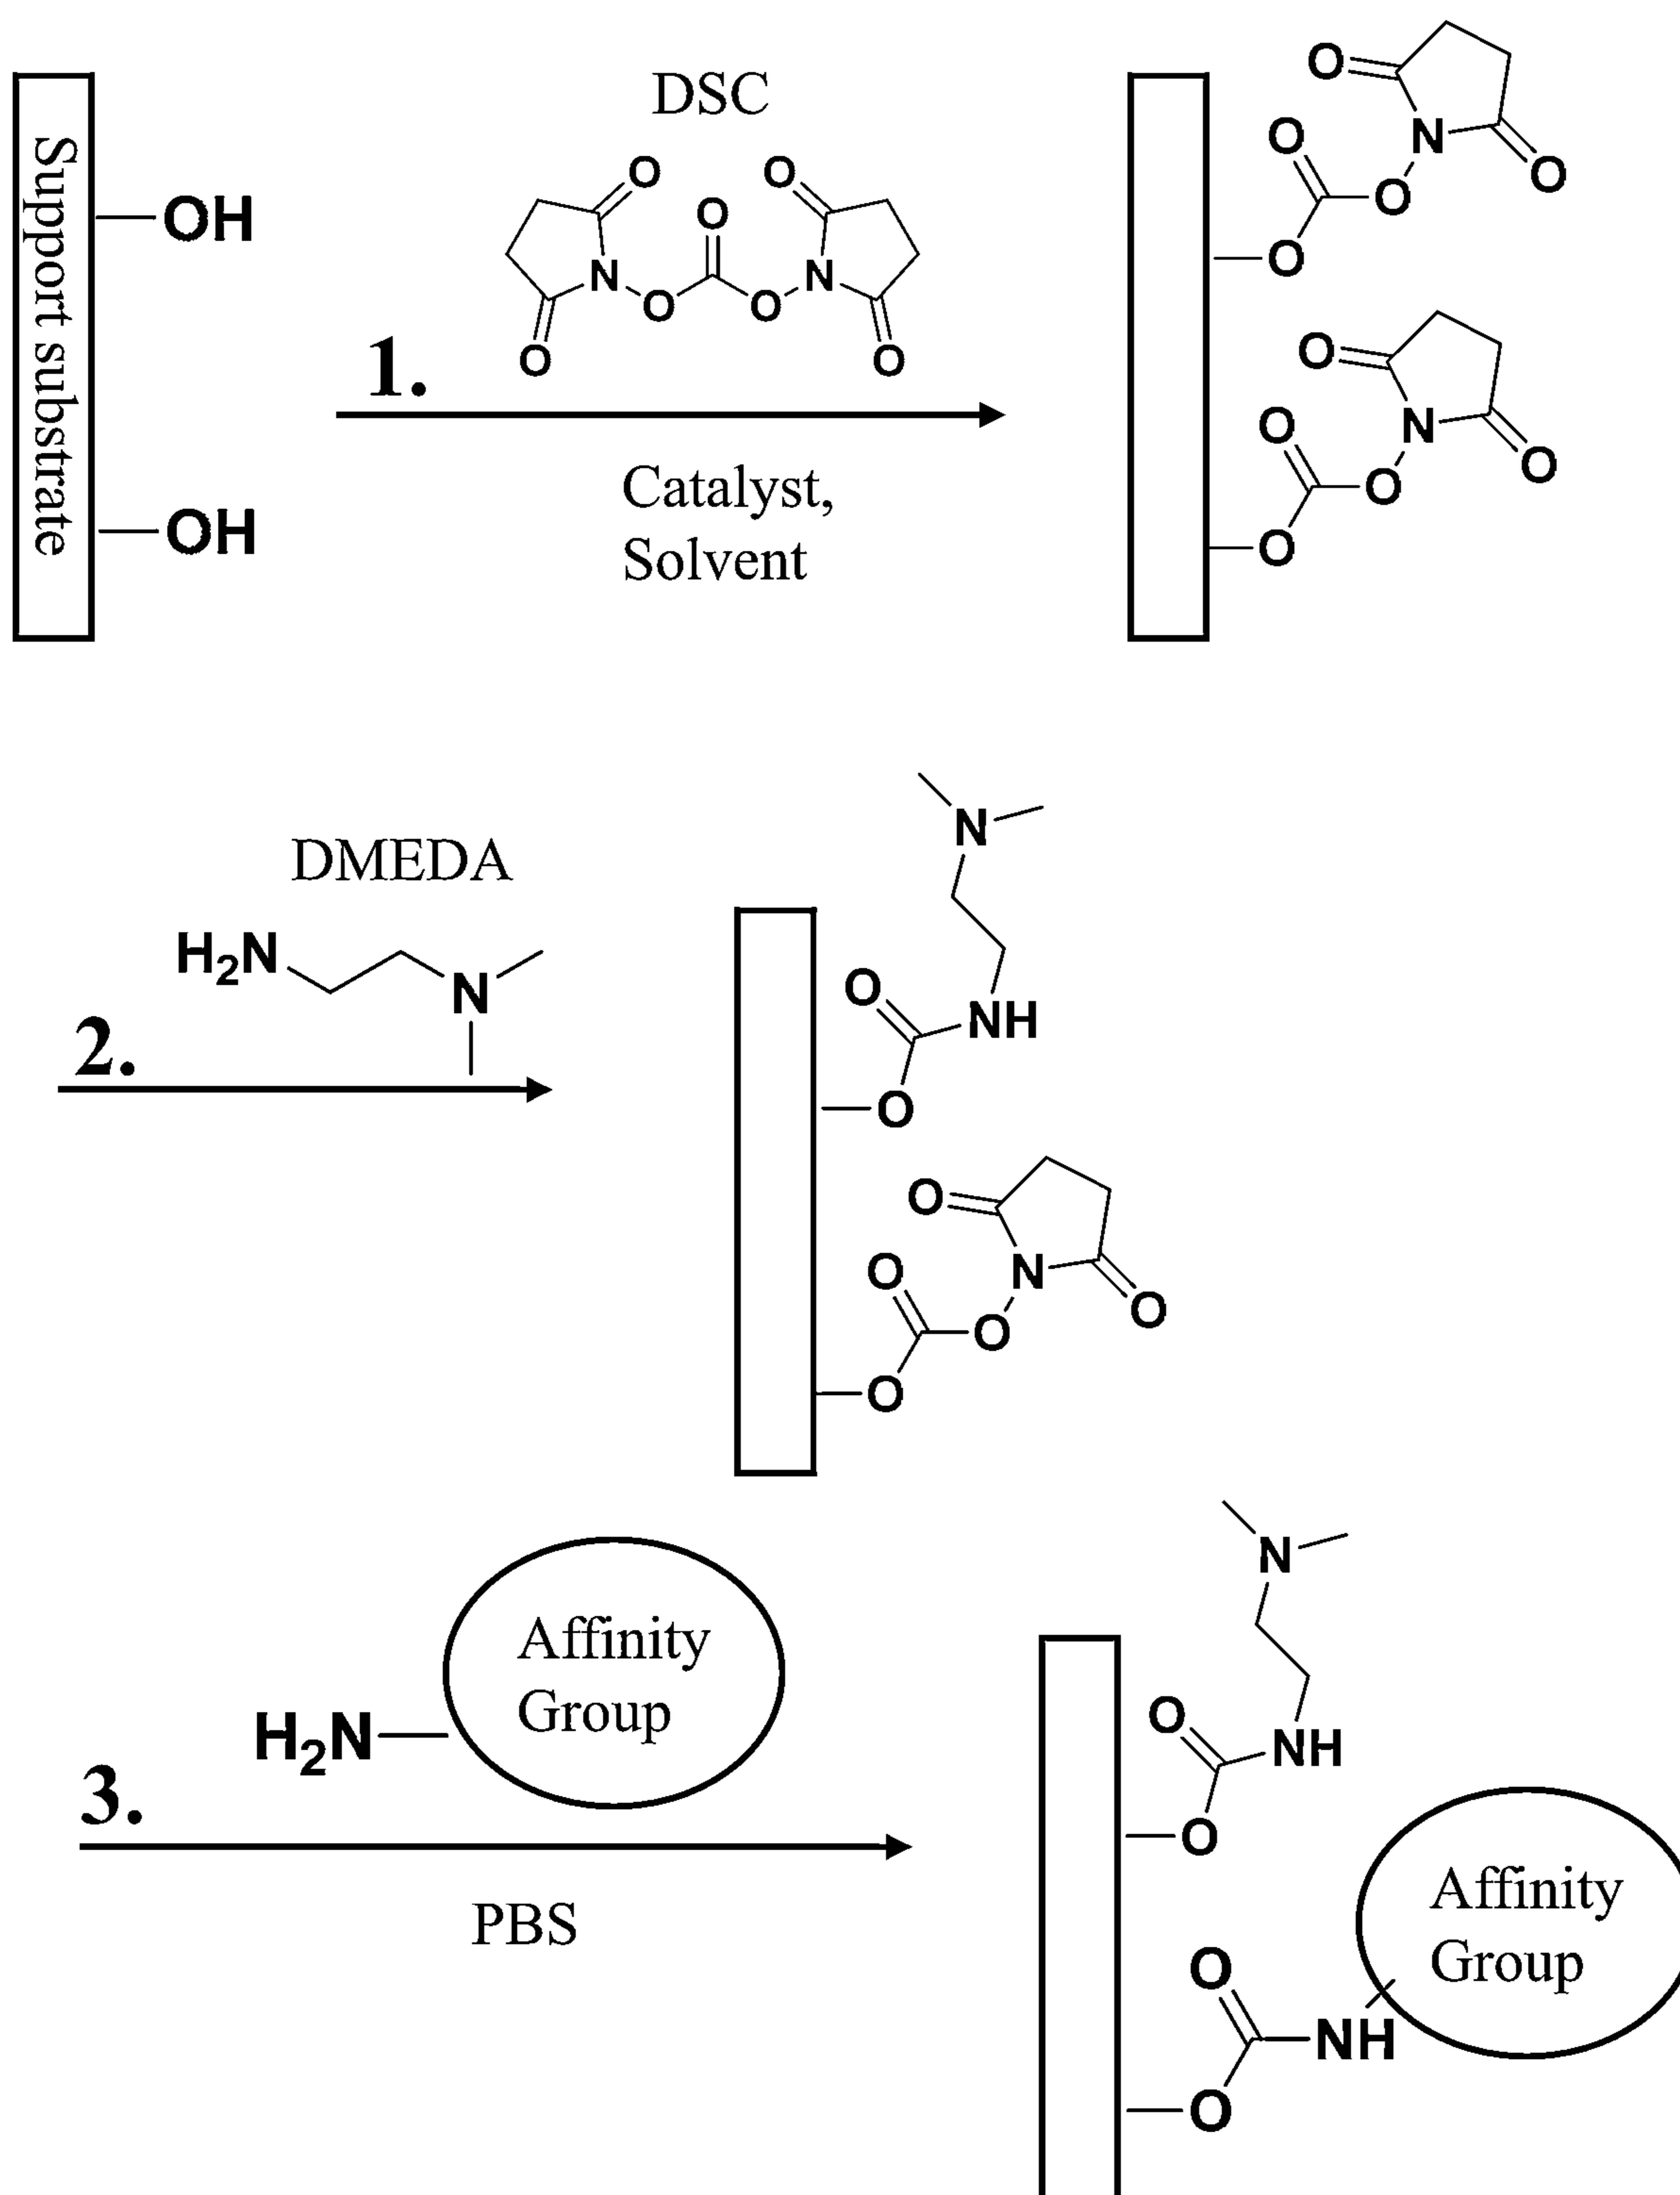 Support substrate
OH
OH
DSC
O
O
O
N
N
O
O
O
O
1.
Catalyst,
Solvent
O
O
N
O
O
O
O
O
N
O
O
O
DMEDA
H₂N
N
2.
N
O
NH
O
O
O
N
O
O
O
Affinity
Group
H₂N
3.
PBS
N
O
NH
O
Affinity
Group
O
NH
O